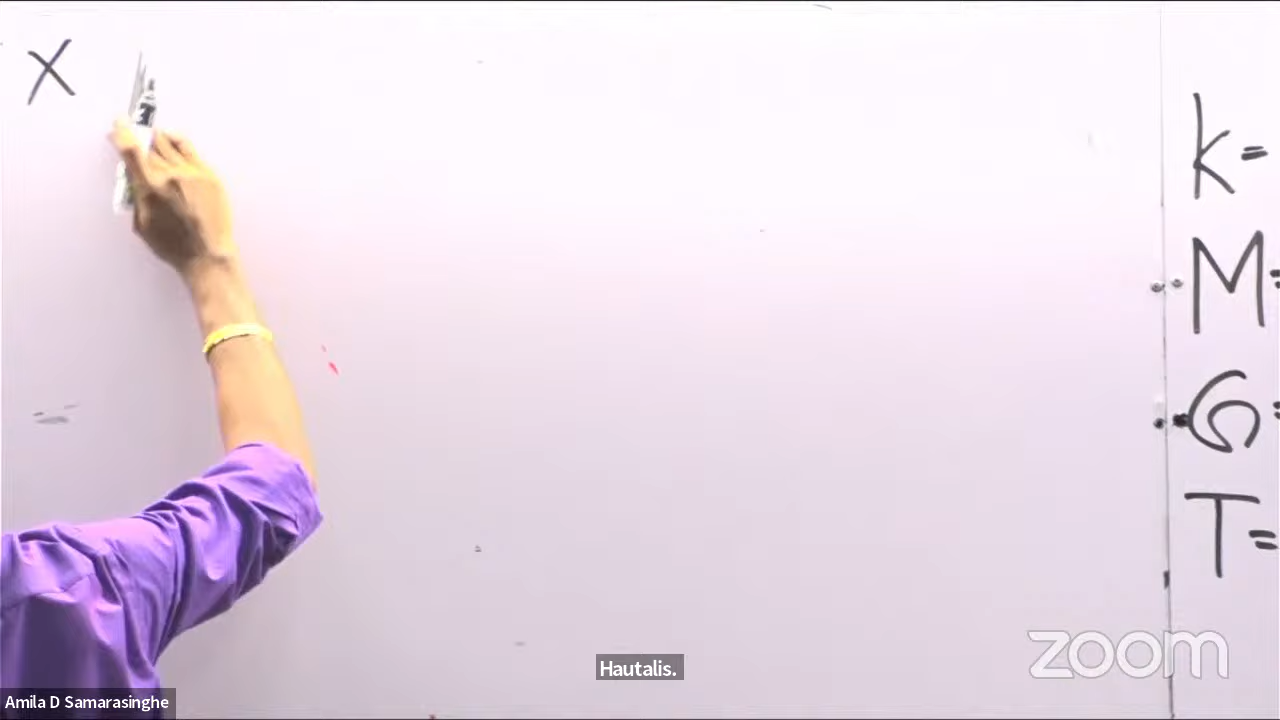 X
k=
M=
G=
T=
zoom
Hautalis.
Amila D Samarasinghe